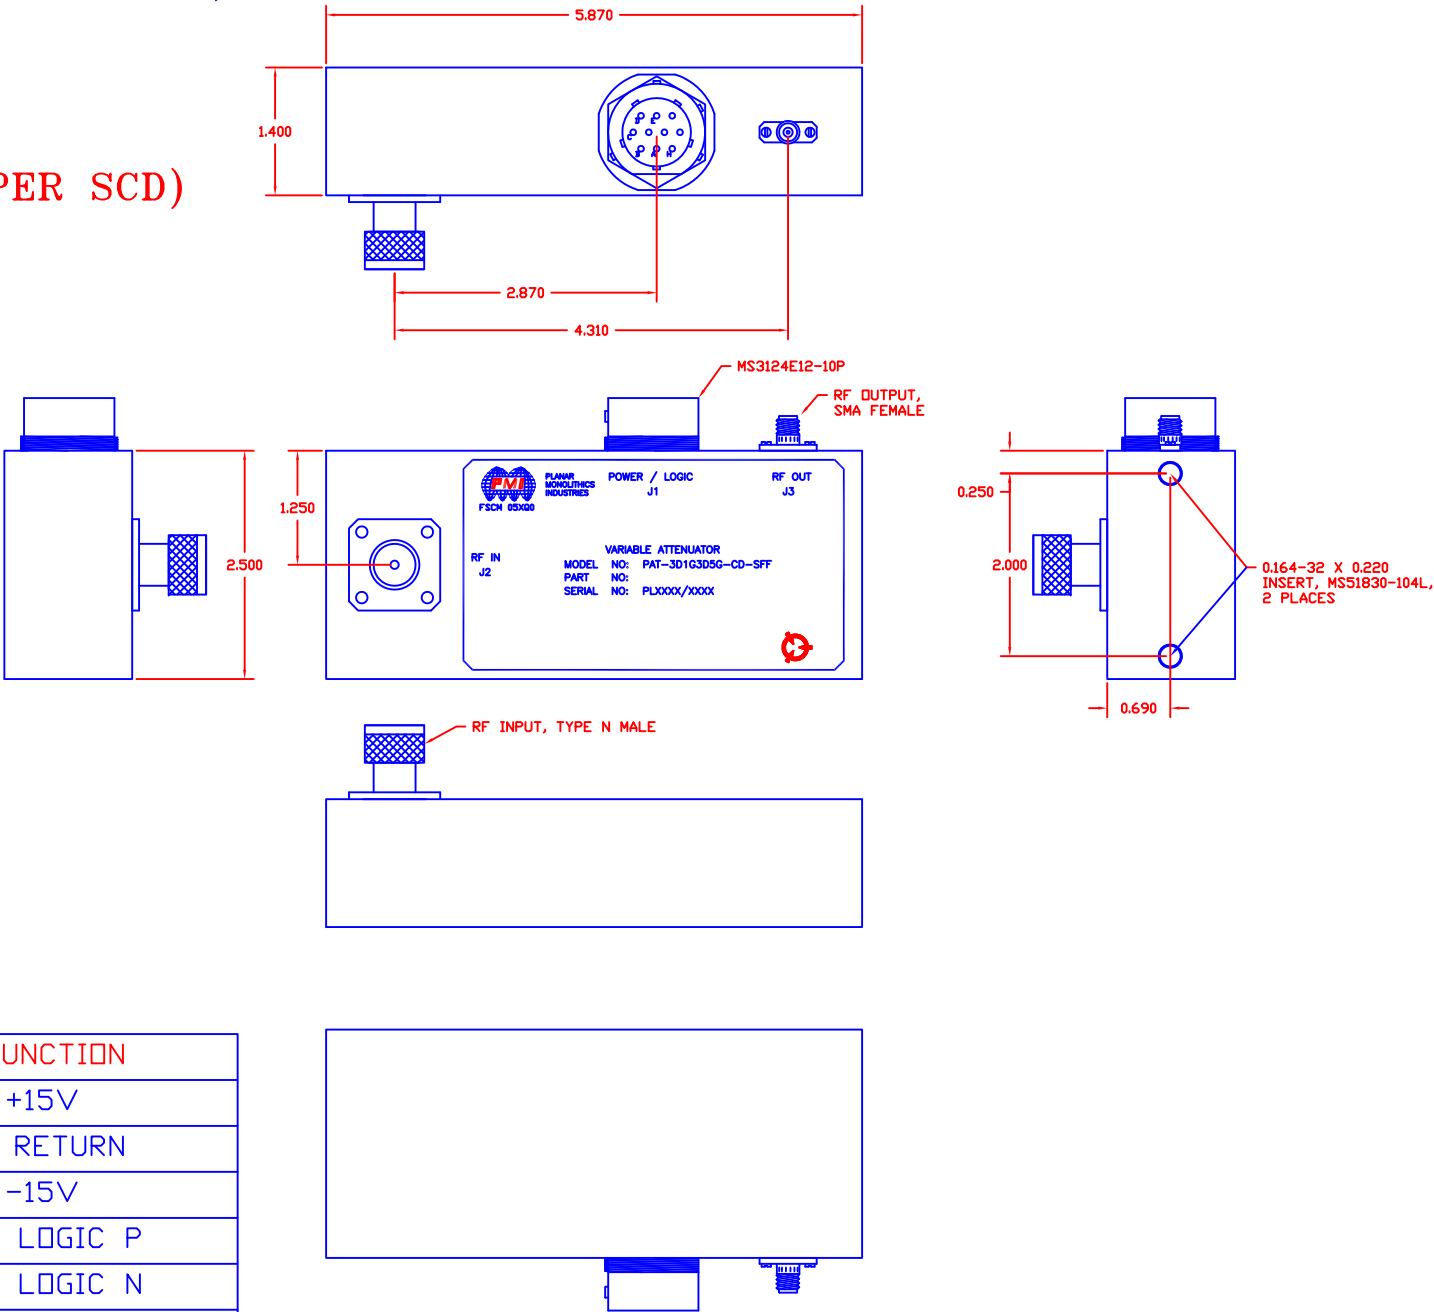 5.870
1.400
D E
C
B A H
PER SCD)
2.870
4.310
MS3124E12-10P
RF OUTPUT,
SMA FEMALE
PMI
PLANAR
MONOLITHICS
INDUSTRIES
FSCM 05XQ0
POWER / LOGIC
J1
RF OUT
J3
0.250
1.250
2.500
RF IN
J2
VARIABLE ATTENUATOR
MODEL NO: PAT-3D1G3D5G-CD-SFF
PART NO:
SERIAL NO: PLXXXX/XXXX
2.000
0.164-32 X 0.220
INSERT, MS51830-104L,
2 PLACES
0.690
RF INPUT, TYPE N MALE
UNCTION
+15V
RETURN
-15V
LOGIC P
LOGIC N